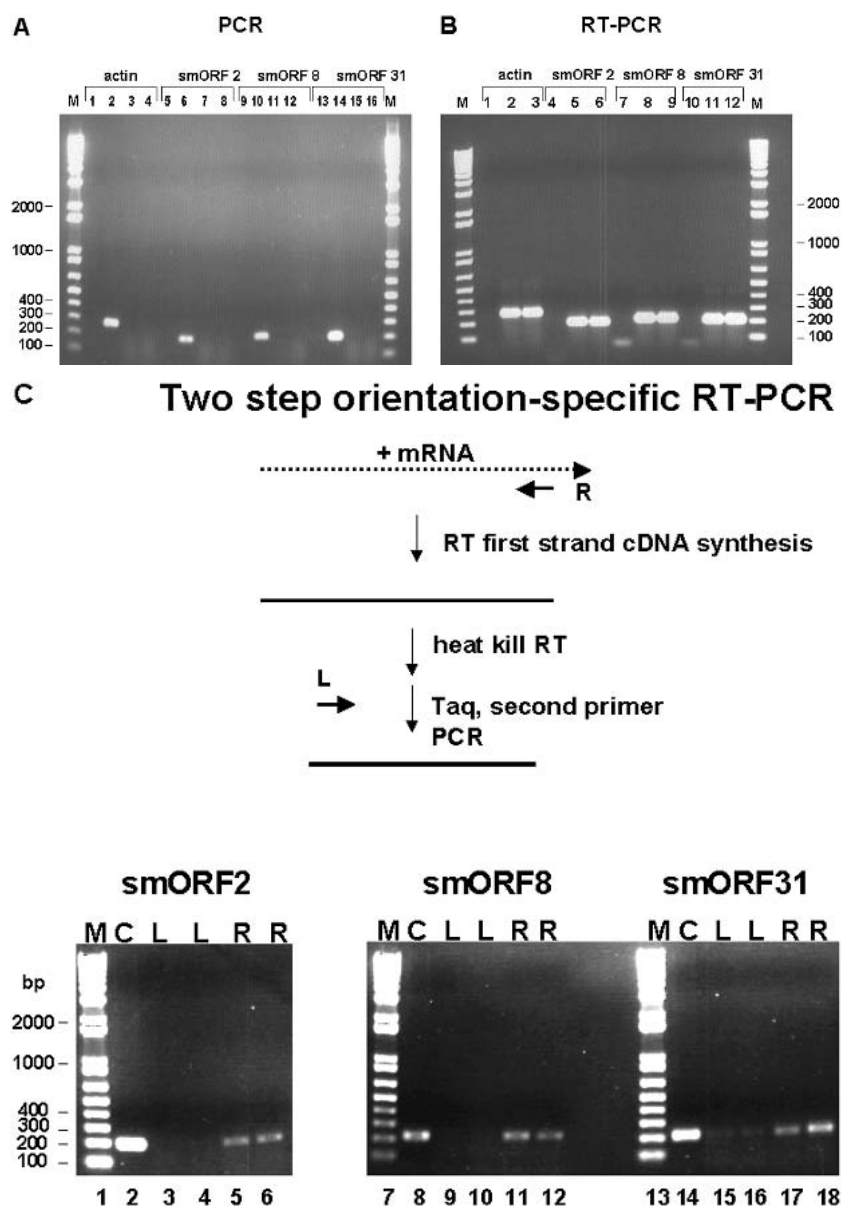 A PCR
actin smORF 2 smORF 8 smORF 31
M 1 2 3 4 5 6 7 8 9 10 11 12 13 14 15 16 M
2000
1000
400
300
200
100
B RT-PCR
actin smORF 2 smORF 8 smORF 31
M 1 2 3 4 5 6 7 8 9 10 11 12 M
2000
1000
400
300
200
100
C Two step orientation-specific RT-PCR
+ mRNA
R
RT first strand cDNA synthesis
heat kill RT
L
Taq, second primer
PCR
smORF2 smORF8 smORF31
M C L L R R M C L L R R M C L L R R
bp
2000
1000
400
300
200
100
1 2 3 4 5 6 7 8 9 10 11 12 13 14 15 16 17 18